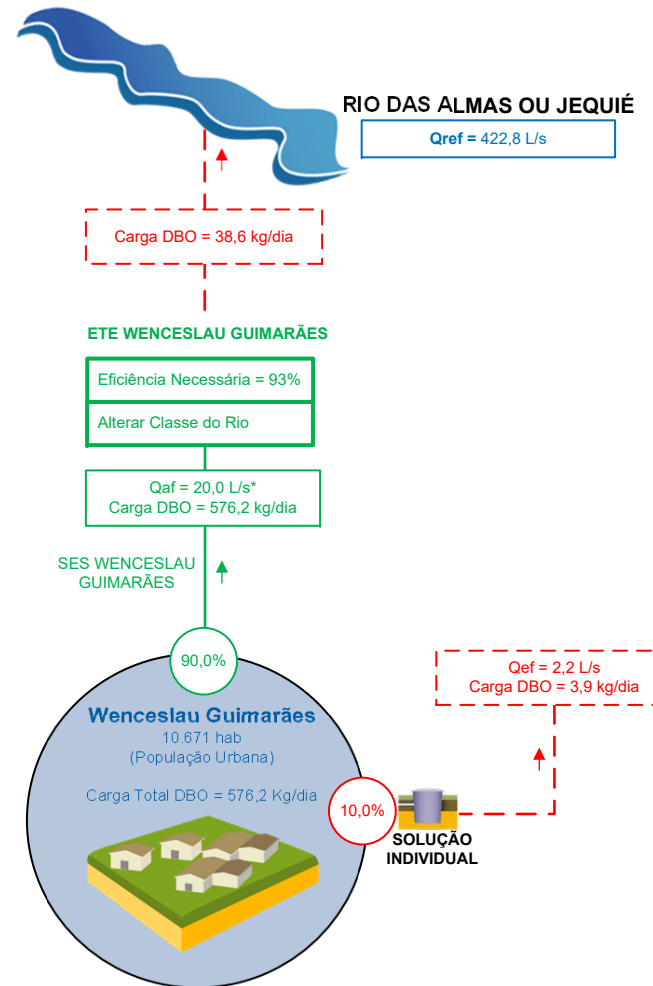 RIO DAS ALMAS OU JEQUIÉ
Qref = 422,8 L/s
Carga DBO = 38,6 kg/dia
ETE WENCESLAU GUIMARÃES
Eficiência Necessária = 93%
Alterar Classe do Rio
Qaf = 20,0 L/s*
Carga DBO = 576,2 kg/dia
SES WENCESLAU
GUIMARÃES
90,0%
Qef = 2,2 L/s
Carga DBO = 3,9 kg/dia
Wenceslau Guimarães
10.671 hab
(População Urbana)
Carga Total DBO = 576,2 Kg/dia
10,0%
SOLUÇÃO
INDIVIDUAL